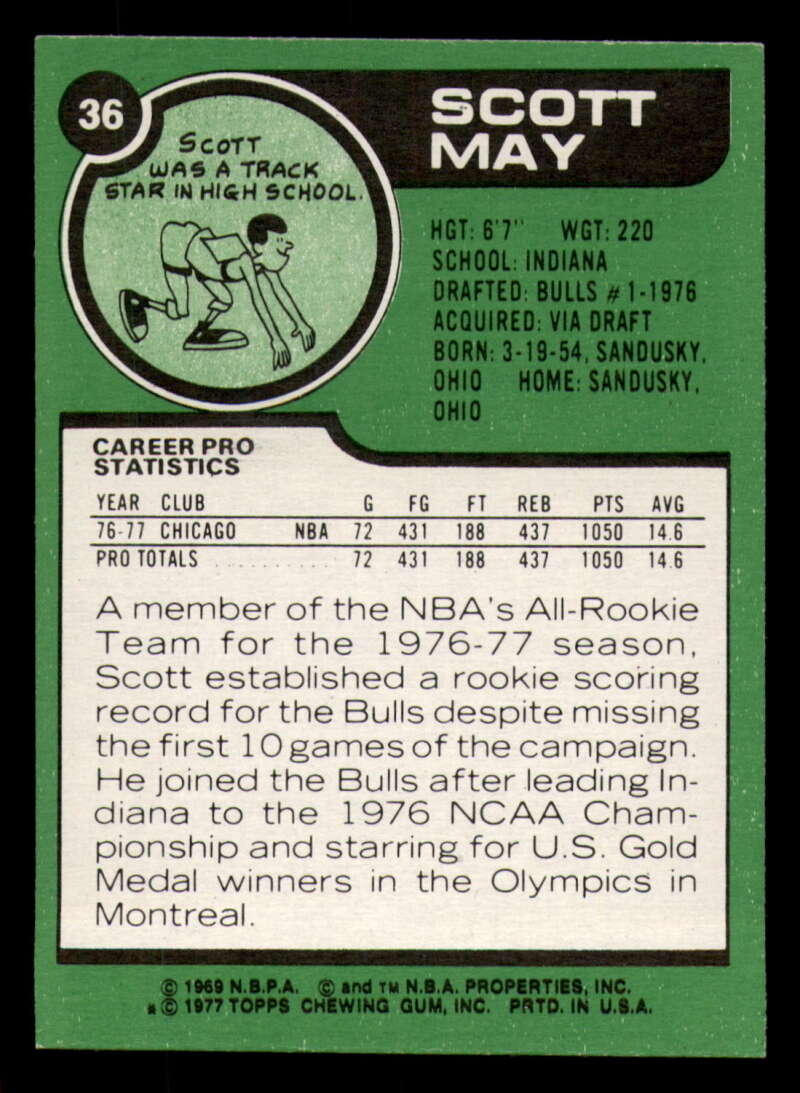 36
SCOTT
WAS A TRACK
STAR IN HIGH SCHOOL.
SCOTT
MAY
HGT: 6'7" WGT: 220
SCHOOL: INDIANA
DRAFTED: BULLS #1-1976
ACQUIRED: VIA DRAFT
BORN: 3-19-54, SANDUSKY,
OHIO HOME: SANDUSKY,
OHIO
CAREER PRO
STATISTICS
YEAR CLUB G FG FT REB PTS AVG
76-77 CHICAGO NBA 72 431 188 437 1050 14.6
PRO TOTALS . . . . . . . . . . 72 431 188 437 1050 14.6
A member of the NBA's All-Rookie
Team for the 1976-77 season,
Scott established a rookie scoring
record for the Bulls despite missing
the first 10 games of the campaign.
He joined the Bulls after leading In-
diana to the 1976 NCAA Cham-
pionship and starring for U.S. Gold
Medal winners in the Olympics in
Montreal.
© 1969 N.B.P.A. © and TM N.B.A. PROPERTIES, INC.
* © 1977 TOPPS CHEWING GUM, INC. PRTD. IN U.S.A.